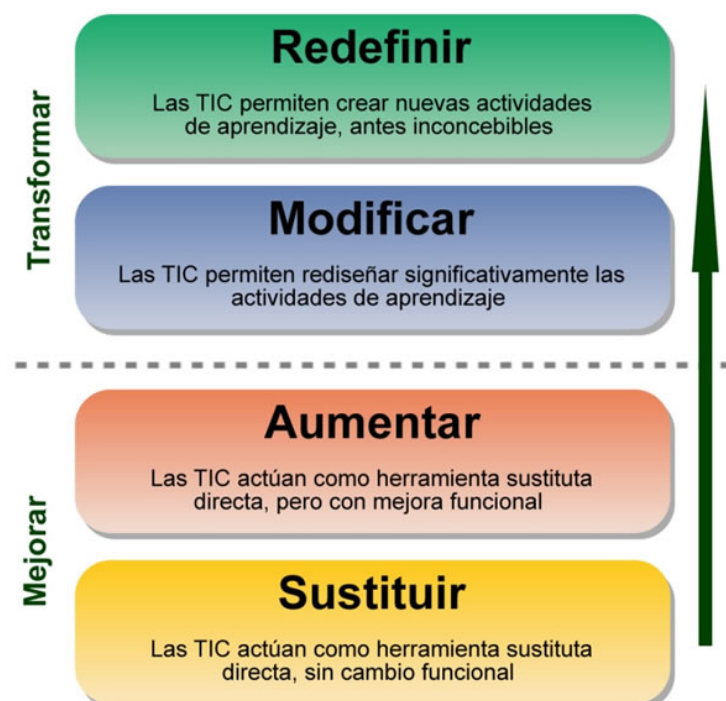 Transformar
Redefinir
Las TIC permiten crear nuevas actividades
de aprendizaje, antes inconcebibles
Modificar
Las TIC permiten rediseñar significativamente las
actividades de aprendizaje
Mejorar
Aumentar
Las TIC actúan como herramienta sustituta
directa, pero con mejora funcional
Sustituir
Las TIC actúan como herramienta sustituta
directa, sin cambio funcional